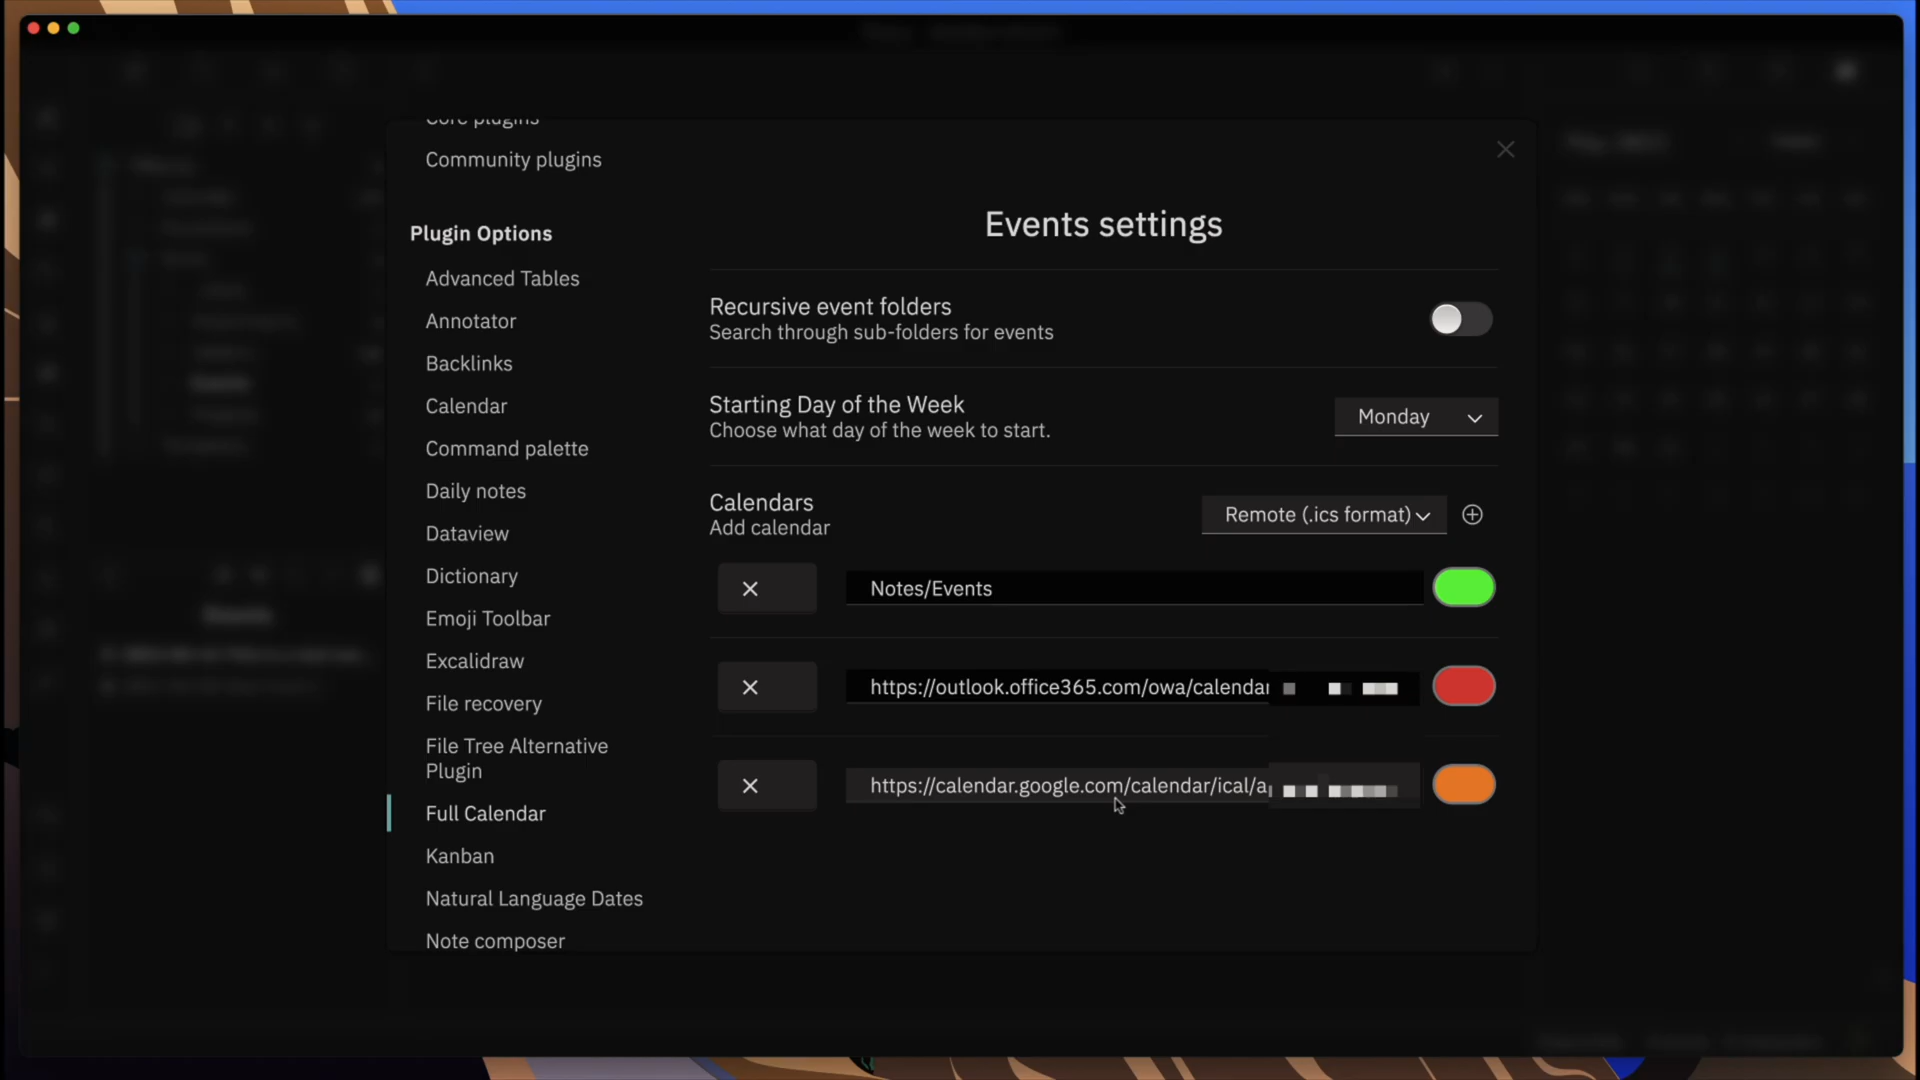 Core plugins
Community plugins
Plugin Options
Advanced Tables
Annotator
Backlinks
Calendar
Command palette
Daily notes
Dataview
Dictionary
Emoji Toolbar
Excalidraw
File recovery
File Tree Alternative
Plugin
Full Calendar
Kanban
Natural Language Dates
Note composer
Events settings
Recursive event folders
Search through sub-folders for events
Starting Day of the Week
Choose what day of the week to start.
Monday
Calendars
Add calendar
Remote (.ics format)
Notes/Events
https://outlook.office365.com/owa/calendar
https://calendar.google.com/calendar/ical/a